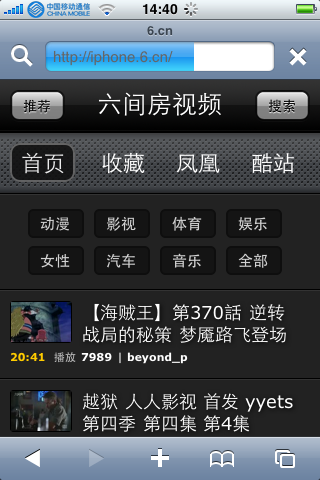 中国移动通信
CHINA MOBILE
14:40
6.cn
http://iphone.6.cn/
推荐
六间房视频
搜索
首页 收藏 凤凰 酷站
动漫 影视 体育 娱乐
女性 汽车 音乐 全部
【海贼王】第370話 逆转
战局的秘策 梦魇路飞登场
20:41 播放 7989 | beyond_p
越狱 人人影视 首发 yyets
第四季 第四集 第4集